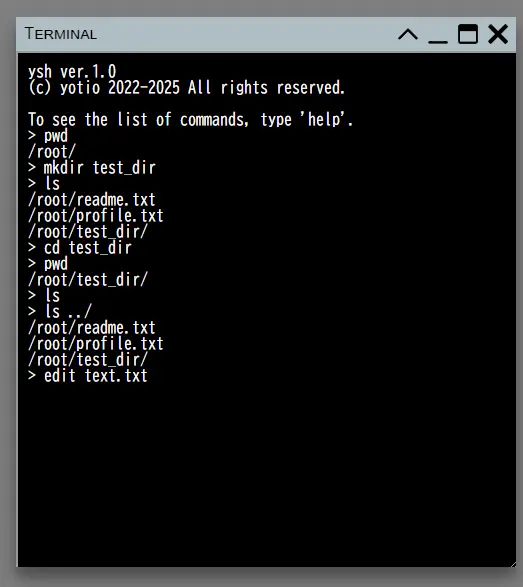 Terminal
ysh ver.1.0
(c) yotio 2022-2025 All rights reserved.
To see the list of commands, type 'help'.
> pwd
/root/
> mkdir test_dir
> ls
/root/readme.txt
/root/profile.txt
/root/test_dir/
> cd test_dir
> pwd
/root/test_dir/
> ls
> ls ../
/root/readme.txt
/root/profile.txt
/root/test_dir/
> edit text.txt